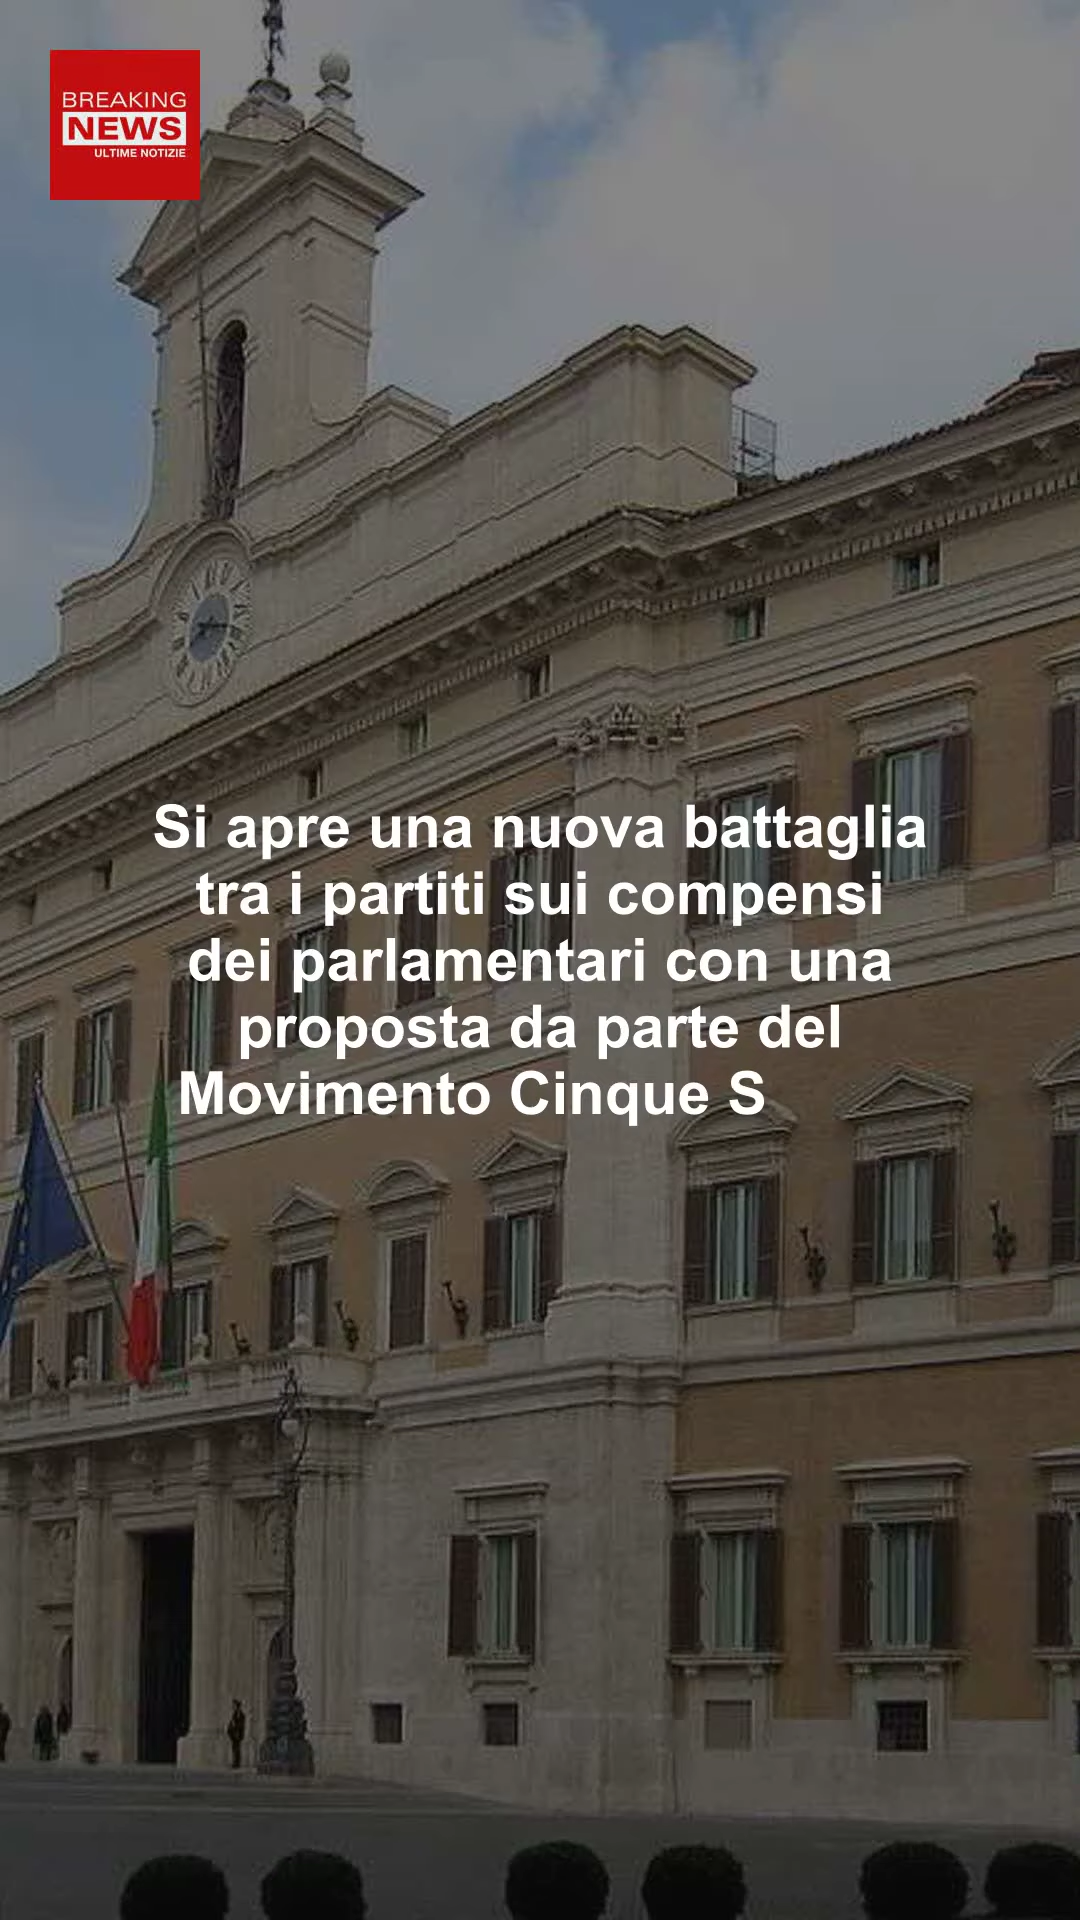 BREAKING
NEWS
ULTIME NOTIZIE
Si apre una nuova battaglia
tra i partiti sui compensi
dei parlamentari con una
proposta da parte del
Movimento Cinque S